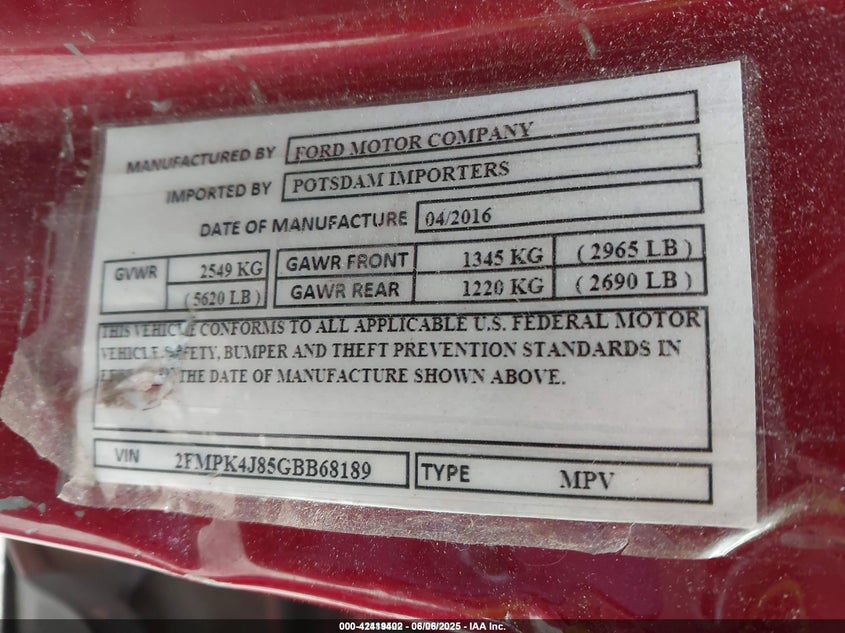 MANUFACTURED BY FORD MOTOR COMPANY
IMPORTED BY POTSDAM IMPORTERS
DATE OF MANUFACTURE 04/2016
GVWR 2549 KG GAWR FRONT 1345 KG (2965 LB)
(5620 LB) GAWR REAR 1220 KG (2690 LB)
THIS VEHICLE CONFORMS TO ALL APPLICABLE U.S. FEDERAL MOTOR
VEHICLE SAFETY, BUMPER AND THEFT PREVENTION STANDARDS IN
THE DATE OF MANUFACTURE SHOWN ABOVE.
VIN 2FMPK4J85GBB68189 TYPE MPV
06/06/2025 - IAA Inc.